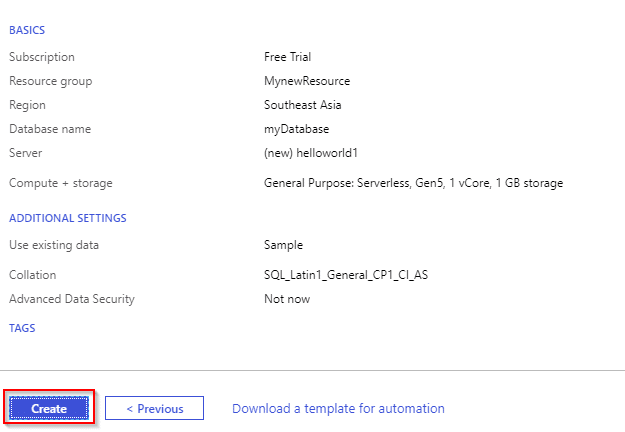 BASICS
Subscription Free Trial
Resource group MynewResource
Region Southeast Asia
Database name myDatabase
Server (new) helloworld1
Compute + storage General Purpose: Serverless, Gen5, 1 vCore, 1 GB storage
ADDITIONAL SETTINGS
Use existing data Sample
Collation SQL_Latin1_General_CP1_CI_AS
Advanced Data Security Not now
TAGS
Create < Previous Download a template for automation